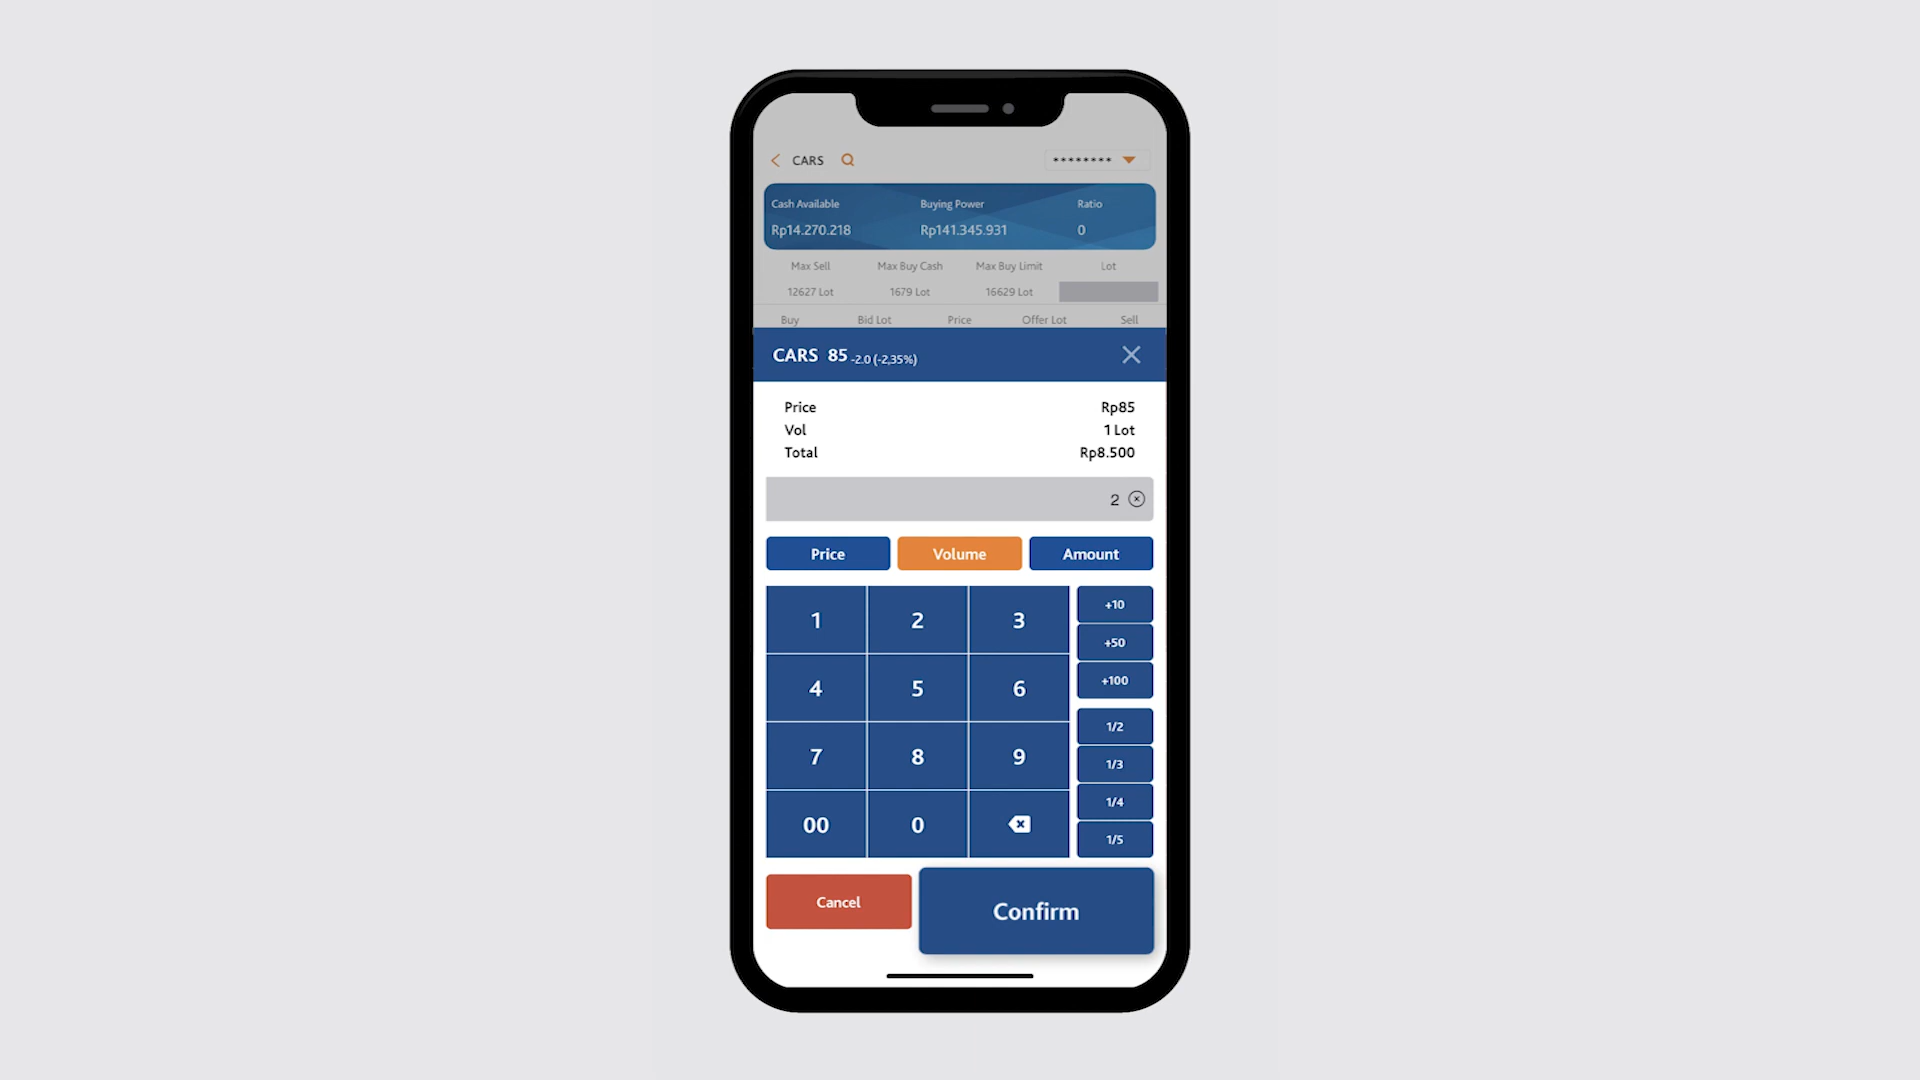 CARS ********
Cash Available Buying Power Ratio
Rp14.270.218 Rp141.345.931 0
Max Sell Max Buy Cash Max Buy Limit Lot
12627 Lot 1679 Lot 16629 Lot
Buy Bid Lot Price Offer Lot Sell
CARS 85 -2.0 (-2,35%)
Price Rp85
Vol 1 Lot
Total Rp8.500
2
Price Volume Amount
1 2 3 +10
+50
4 5 6 +100
1/2
7 8 9 1/3
1/4
00 0 1/5
Cancel Confirm